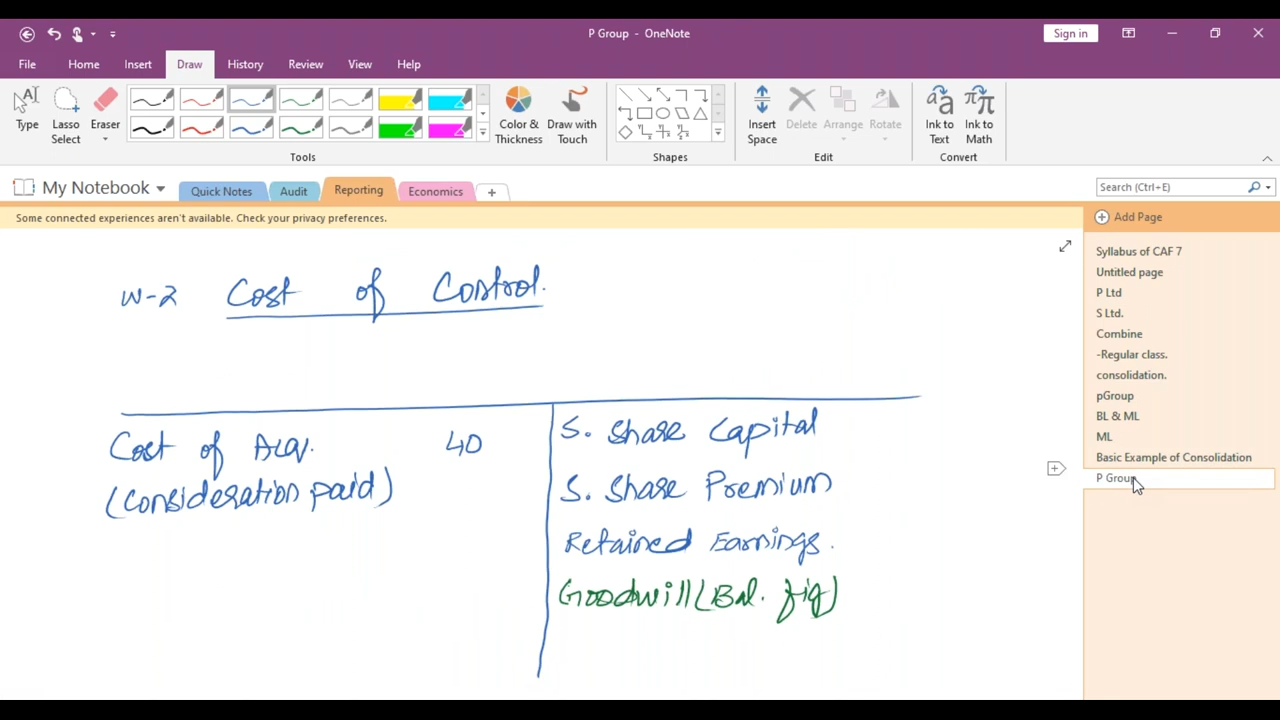 P Group - OneNote
Sign in
File Home Insert Draw History Review View Help
Type
Lasso Select
Eraser
Color & Thickness
Draw with Touch
Insert Space
Delete
Arrange
Rotate
Ink to Text
Ink to Math
Tools
Shapes
Edit
Convert
My Notebook
Quick Notes
Audit
Reporting
Economics
Search (Ctrl+E)
Some connected experiences aren't available. Check your privacy preferences.
Add Page
W-2 Cost of Control.
Cost of Acq. 40
(Consideration paid)
S. Share Capital
S. Share Premium
Retained Earnings.
Goodwill (Bal. fig)
Syllabus of CAF 7
Untitled page
P Ltd
S Ltd.
Combine
-Regular class.
consolidation.
pGroup
BL & ML
ML
Basic Example of Consolidation
P Group